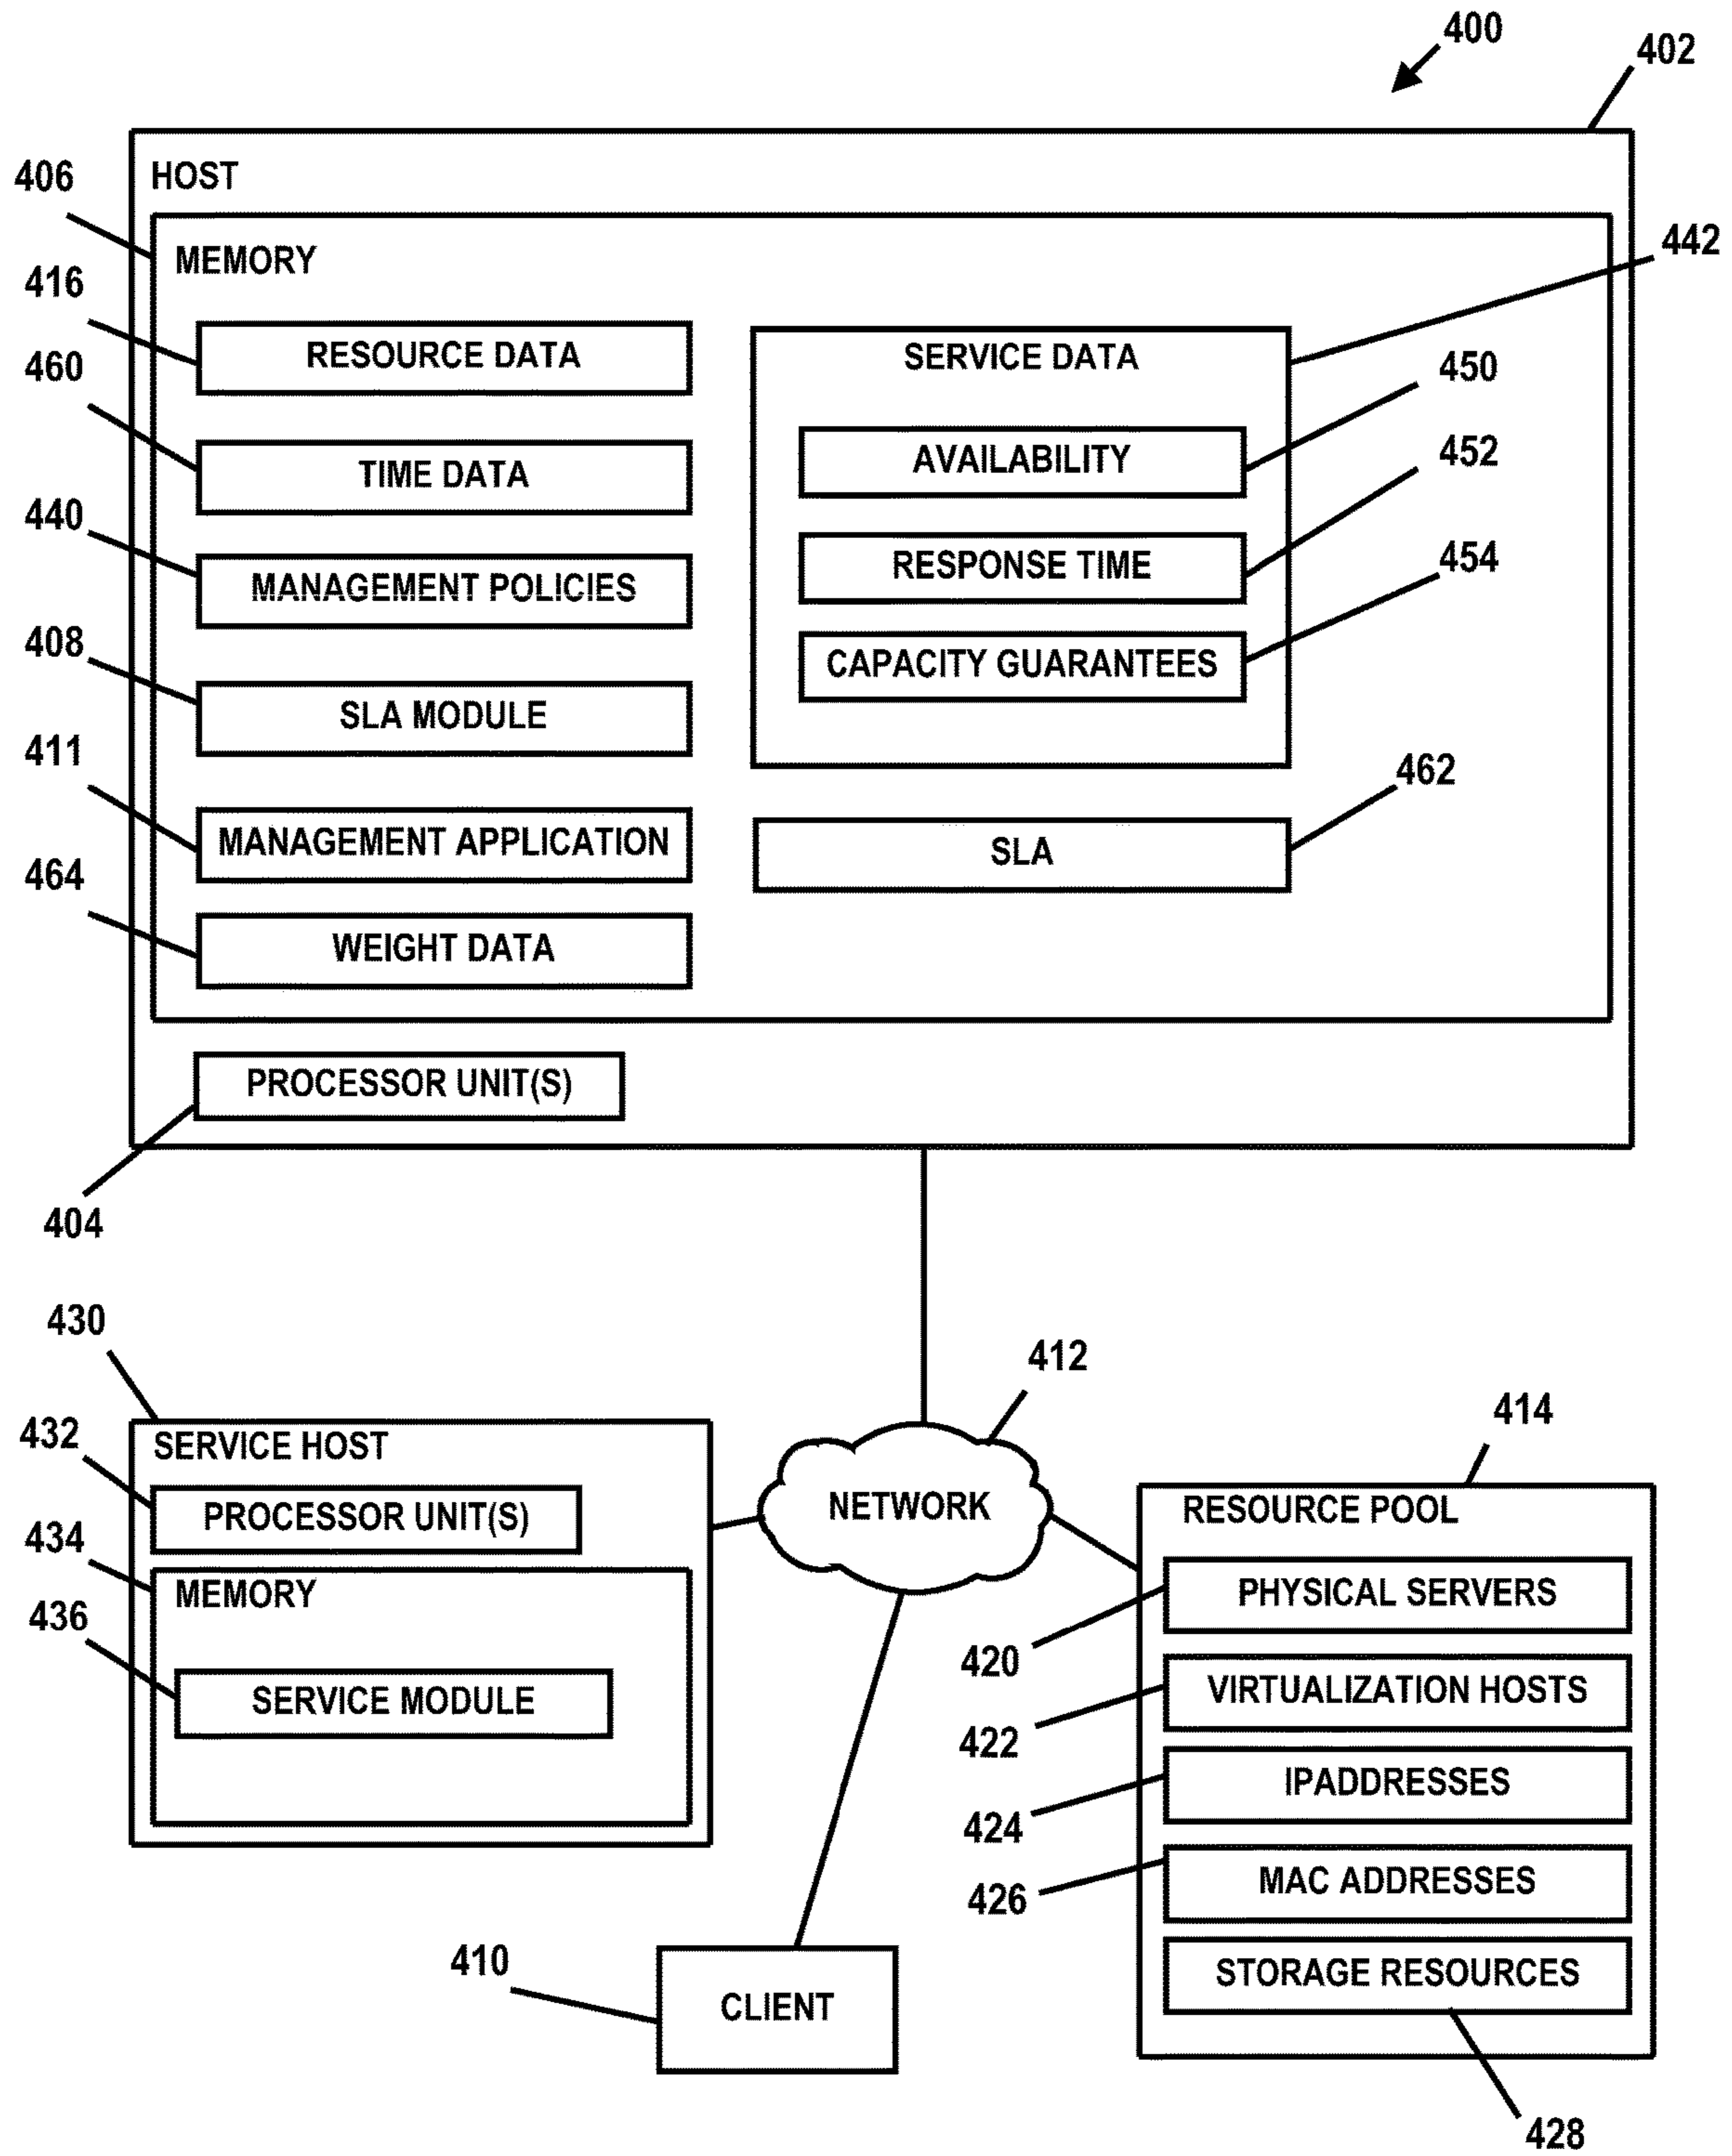 400
402
HOST
406
MEMORY
442
416
RESOURCE DATA
SERVICE DATA
460
450
AVAILABILITY
TIME DATA
452
440
RESPONSE TIME
454
MANAGEMENT POLICIES
408
CAPACITY GUARANTEES
SLA MODULE
411
462
MANAGEMENT APPLICATION
SLA
464
WEIGHT DATA
PROCESSOR UNIT(S)
404
430
412
414
432
SERVICE HOST
NETWORK
RESOURCE POOL
PROCESSOR UNIT(S)
434
MEMORY
PHYSICAL SERVERS
436
420
SERVICE MODULE
VIRTUALIZATION HOSTS
422
IPADDRESSES
424
MAC ADDRESSES
426
410
STORAGE RESOURCES
CLIENT
428